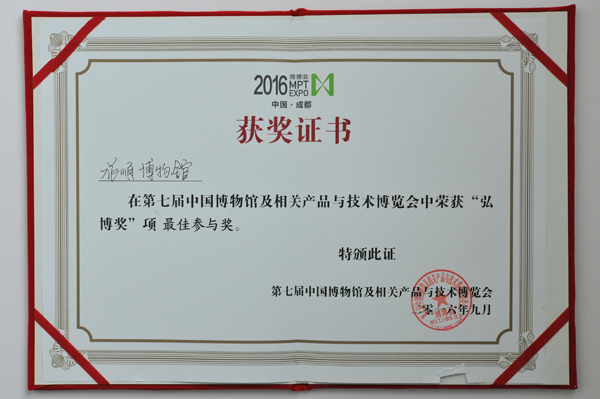 2016 博博会
MPT
EXPO
中国·成都
获奖证书
旅順博物馆
在第七届中国博物馆及相关产品与技术博览会中荣获“弘
博奖”项 最佳参与奖。
特颁此证
第七届中国博物馆及相关产品与技术博览会
二零一六年九月